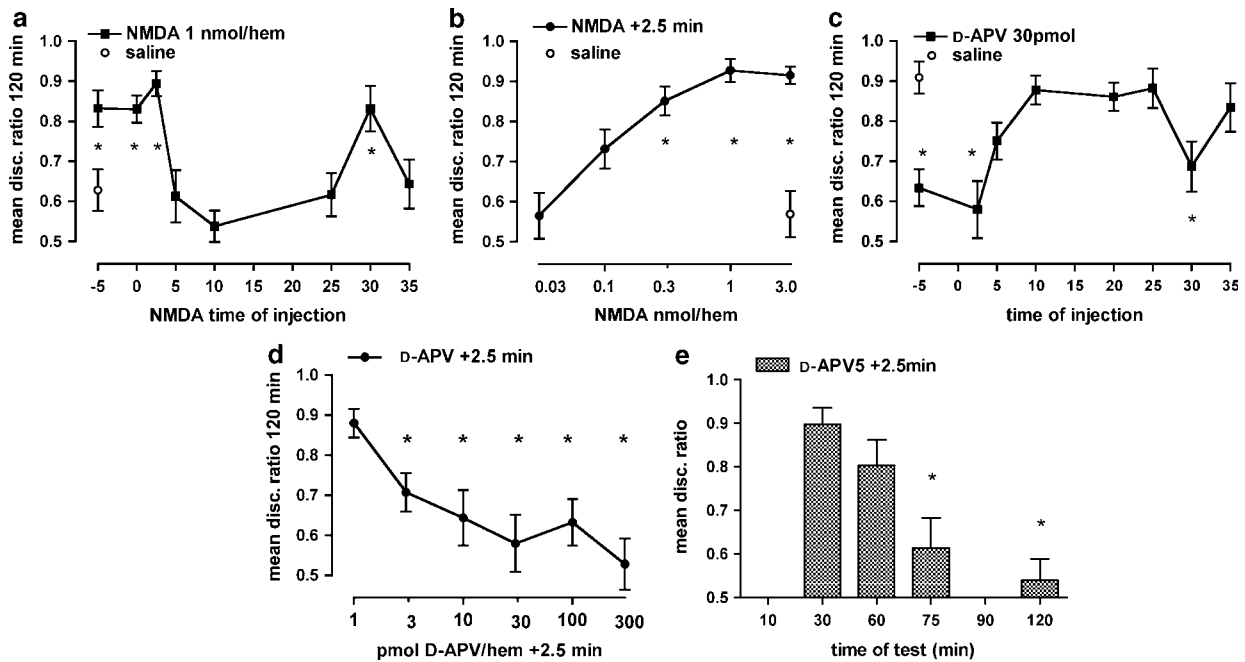 a
NMDA 1 nmol/hem
saline
mean disc. ratio 120 min
1.0
0.9
0.8
0.7
0.6
0.5
* * * *
-5 0 5 10 15 20 25 30 35
NMDA time of injection
b
NMDA +2.5 min
saline
mean disc. ratio 120 min
1.0
0.9
0.8
0.7
0.6
0.5
* * *
0.03 0.1 0.3 1 3.0
NMDA nmol/hem
c
D-APV 30pmol
saline
mean disc. ratio 120 min
1.0
0.9
0.8
0.7
0.6
0.5
* * *
-5 0 5 10 15 20 25 30 35
time of injection
d
D-APV +2.5 min
mean disc. ratio 120 min
1.0
0.9
0.8
0.7
0.6
0.5
* * * * *
1 3 10 30 100 300
pmol D-APV/hem +2.5 min
e
D-APV5 +2.5min
mean disc. ratio
1.0
0.9
0.8
0.7
0.6
0.5
* *
10 30 60 75 90 120
time of test (min)